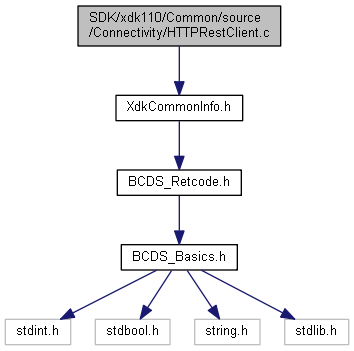 SDK/xdk110/Common/source
/Connectivity/HTTPRestClient.c
XdkCommonInfo.h
BCDS_Retcode.h
BCDS_Basics.h
stdint.h
stdbool.h
string.h
stdlib.h